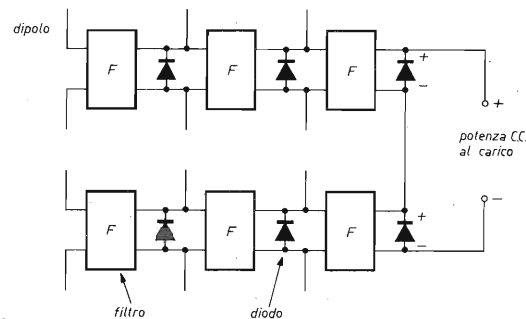 dipolo
F
F
F
+
−
+
potenza C.C.
al carico
−
F
F
F
+
−
filtro
diodo